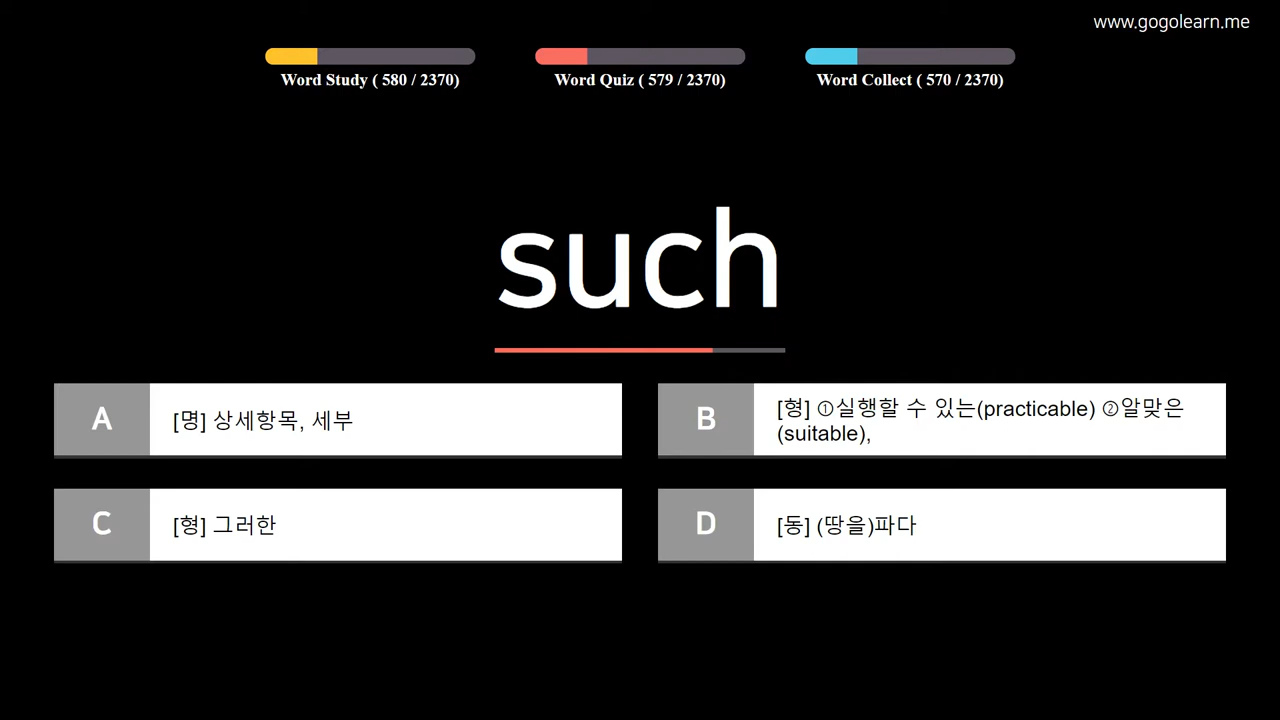 www.gogolearn.me
Word Study ( 580 / 2370)
Word Quiz ( 579 / 2370)
Word Collect ( 570 / 2370)
such
A
[명] 상세항목, 세부
B
[형] ①실행할 수 있는(practicable) ②알맞은
(suitable),
C
[형] 그러한
D
[동] (땅을)파다